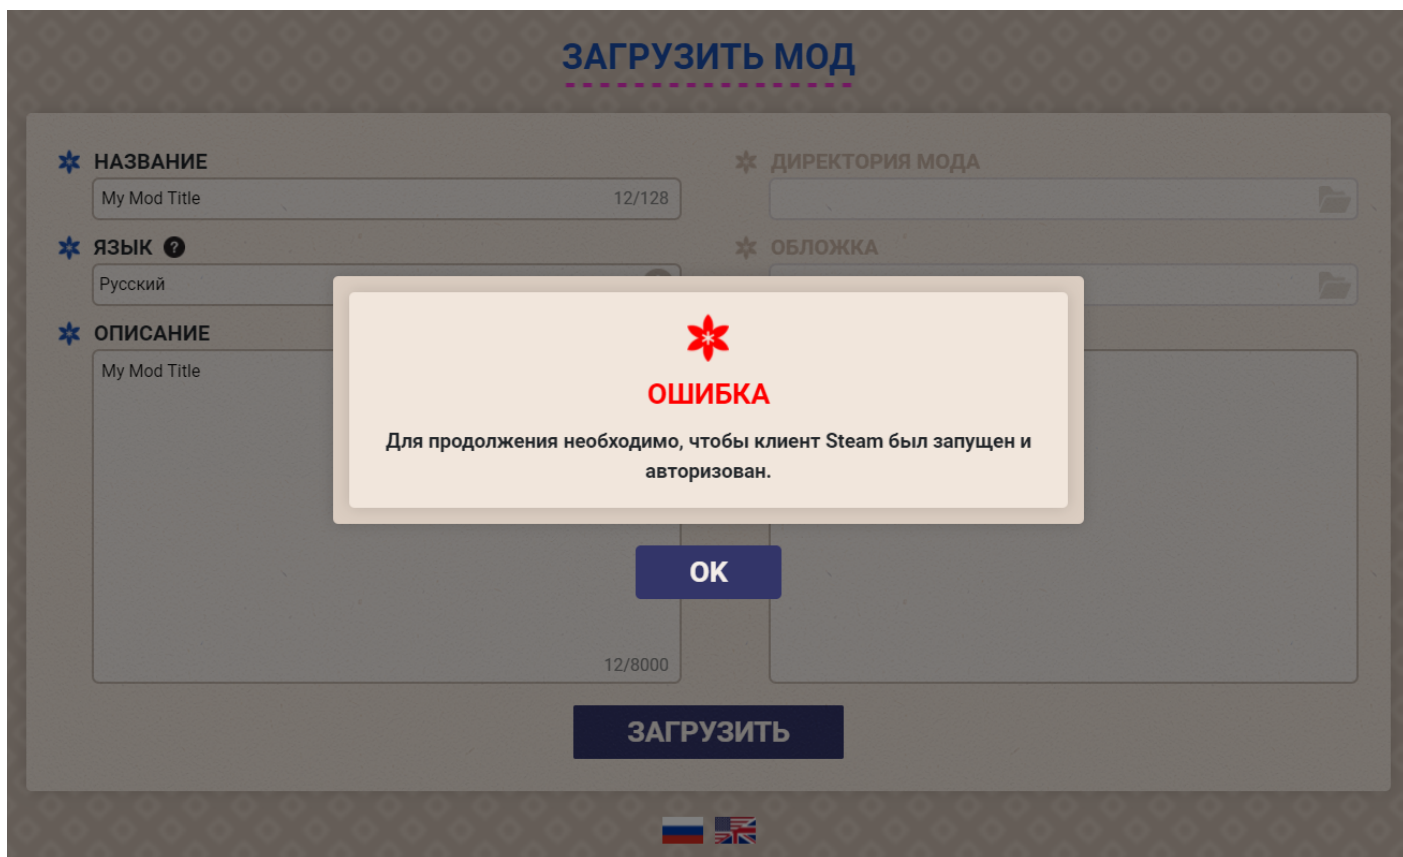 ЗАГРУЗИТЬ МОД
НАЗВАНИЕ
My Mod Title
12/128
ДИРЕКТОРИЯ МОДА
ЯЗЫК ?
Русский
ОБЛОЖКА
ОПИСАНИЕ
My Mod Title
12/8000
ОШИБКА
Для продолжения необходимо, чтобы клиент Steam был запущен и
авторизован.
OK
ЗАГРУЗИТЬ